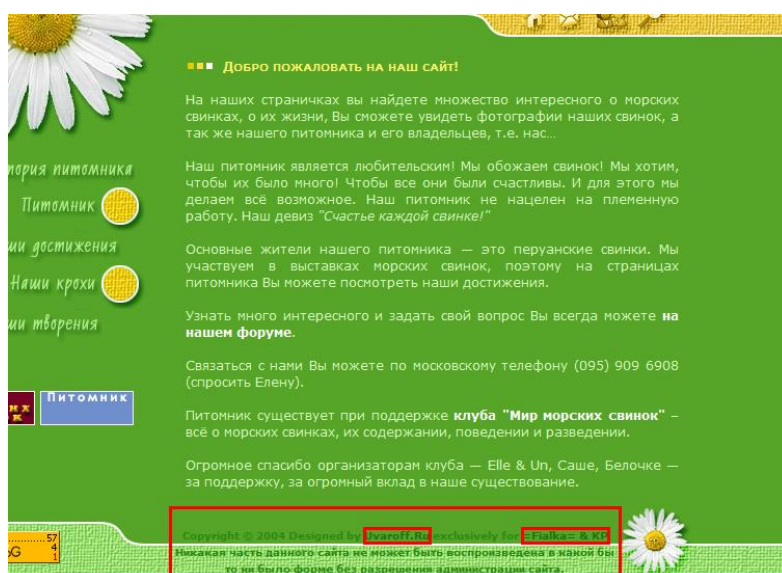 Добро пожаловать на наш сайт!
На наших страничках вы найдете множество интересного о морских
свинках, о их жизни, Вы сможете увидеть фотографии наших свинок, а
так же нашего питомника и его владельцев, т.е. нас...
тория питомника
Наш питомник является любительским! Мы обожаем свинок! Мы хотим,
чтобы их было много! Чтобы все они были счастливы. И для этого мы
делаем всё возможное. Наш питомник не нацелен на племенную
работу. Наш девиз "Счастье каждой свинке!"
Питомник
ши достижения
Основные жители нашего питомника — это перуанские свинки. Мы
участвуем в выставках морских свинок, поэтому на страницах
питомника Вы можете посмотреть наши достижения.
Наши крохи
ши творения
Узнать много интересного и задать свой вопрос Вы всегда можете на
нашем форуме.
Связаться с нами Вы можете по московскому телефону (095) 909 6908
(спросить Елену).
Питомник
Питомник существует при поддержке клуба "Мир морских свинок" –
всё о морских свинках, их содержании, поведении и разведении.
Огромное спасибо организаторам клуба — Elle & Un, Саше, Белочке —
за поддержку, за огромный вклад в наше существование.
57
4
1
Copyright © 2004 Designed by Uvaroff.Ru exclusively for =Fialka= & KP
Никакая часть данного сайта не может быть воспроизведена в какой бы
то ни было форме без разрешения администрации сайта.